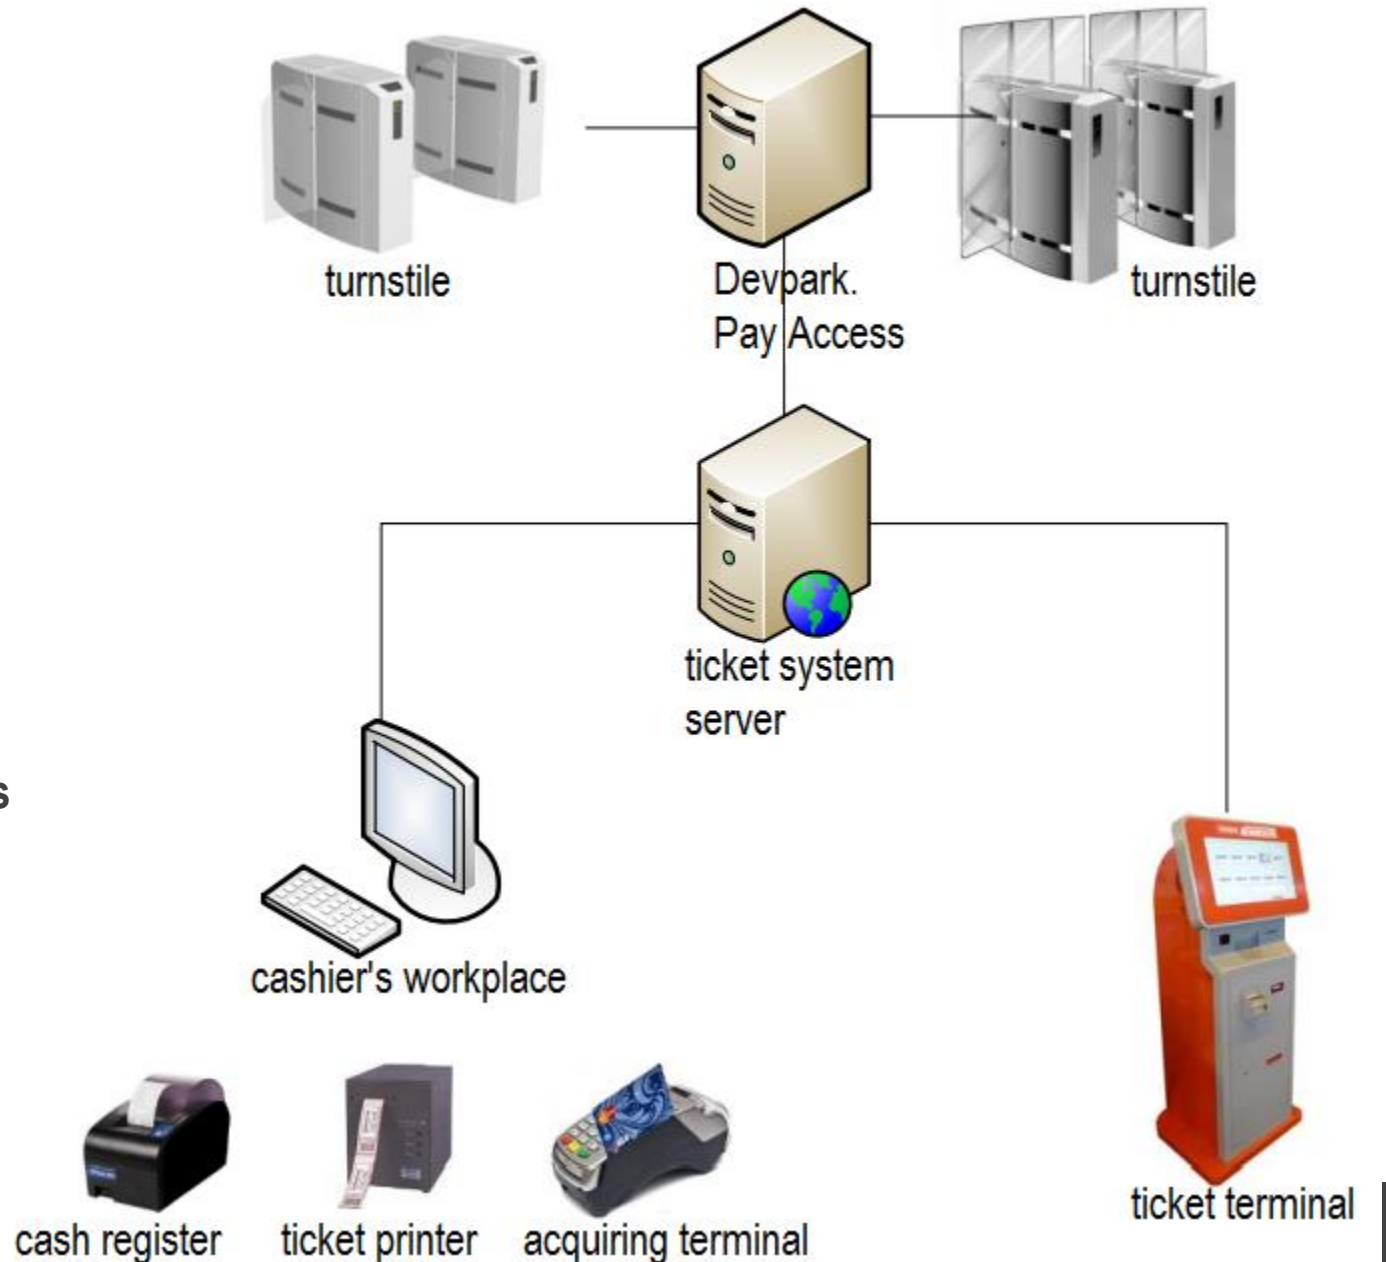 turnstile
Devpark.
Pay Access
turnstile
ticket system
server
s
cashier's workplace
ticket terminal
cash register
ticket printer
acquiring terminal